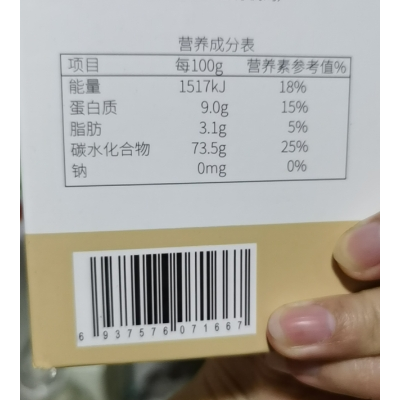 营养成分表
项目 每100g 营养素参考值%
能量 1517kJ 18%
蛋白质 9.0g 15%
脂肪 3.1g 5%
碳水化合物 73.5g 25%
钠 0mg 0%
6 937576 071667